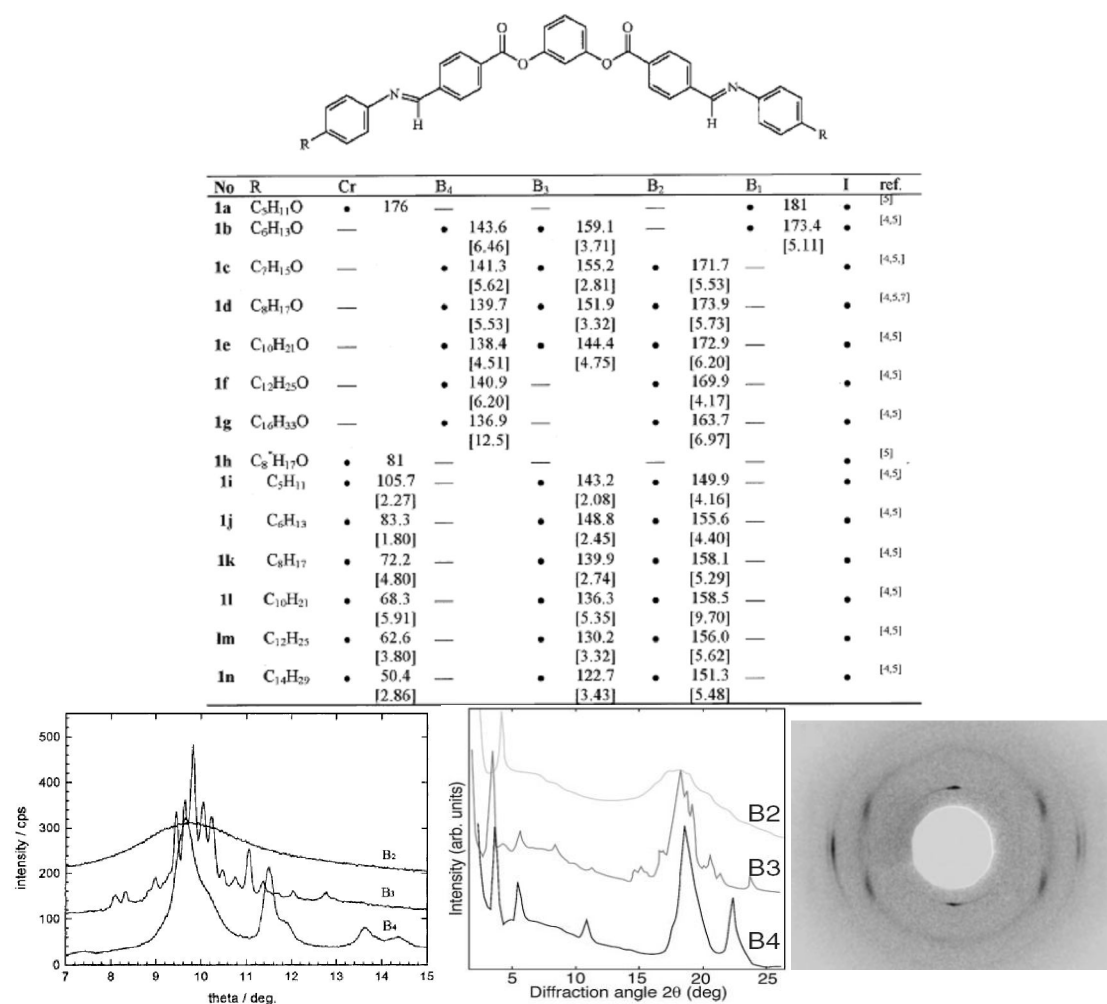 O O
O O
N N
H H
R R
No R Cr B₄ B₃ B₂ B₁ I ref.
1a C₅H₁₁O • 176 — — — • 181 • [5]
1b C₆H₁₃O — • 143.6 • 159.1 — • 173.4 • [4,5]
[6.46] [3.71] [5.11]
1c C₇H₁₅O — • 141.3 • 155.2 • 171.7 — • [4,5,]
[5.62] [2.81] [5.53]
1d C₈H₁₇O — • 139.7 • 151.9 • 173.9 — • [4,5,7]
[5.53] [3.32] [5.73]
1e C₁₀H₂₁O — • 138.4 • 144.4 • 172.9 — • [4,5]
[4.51] [4.75] [6.20]
1f C₁₂H₂₅O — • 140.9 — • 169.9 — • [4,5]
[6.20] [4.17]
1g C₁₆H₃₃O — • 136.9 — • 163.7 — • [4,5]
[12.5] [6.97]
1h C₈*H₁₇O • 81 — — — — • [5]
1i C₅H₁₁ • 105.7 — • 143.2 • 149.9 — • [4,5]
[2.27] [2.08] [4.16]
1j C₆H₁₃ • 83.3 — • 148.8 • 155.6 — • [4,5]
[1.80] [2.45] [4.40]
1k C₈H₁₇ • 72.2 — • 139.9 • 158.1 — • [4,5]
[4.80] [2.74] [5.29]
1l C₁₀H₂₁ • 68.3 — • 136.3 • 158.5 — • [4,5]
[5.91] [5.35] [9.70]
1m C₁₂H₂₅ • 62.6 — • 130.2 • 156.0 — • [4,5]
[3.80] [3.32] [5.62]
1n C₁₄H₂₉ • 50.4 — • 122.7 • 151.3 — • [4,5]
[2.86] [3.43] [5.48]
intensity / cps
500
400
300
200
100
0
B₂
B₃
B₄
7 8 9 10 11 12 13 14 15
theta / deg.
Intensity (arb. units)
B2
B3
B4
5 10 15 20 25
Diffraction angle 2θ (deg)